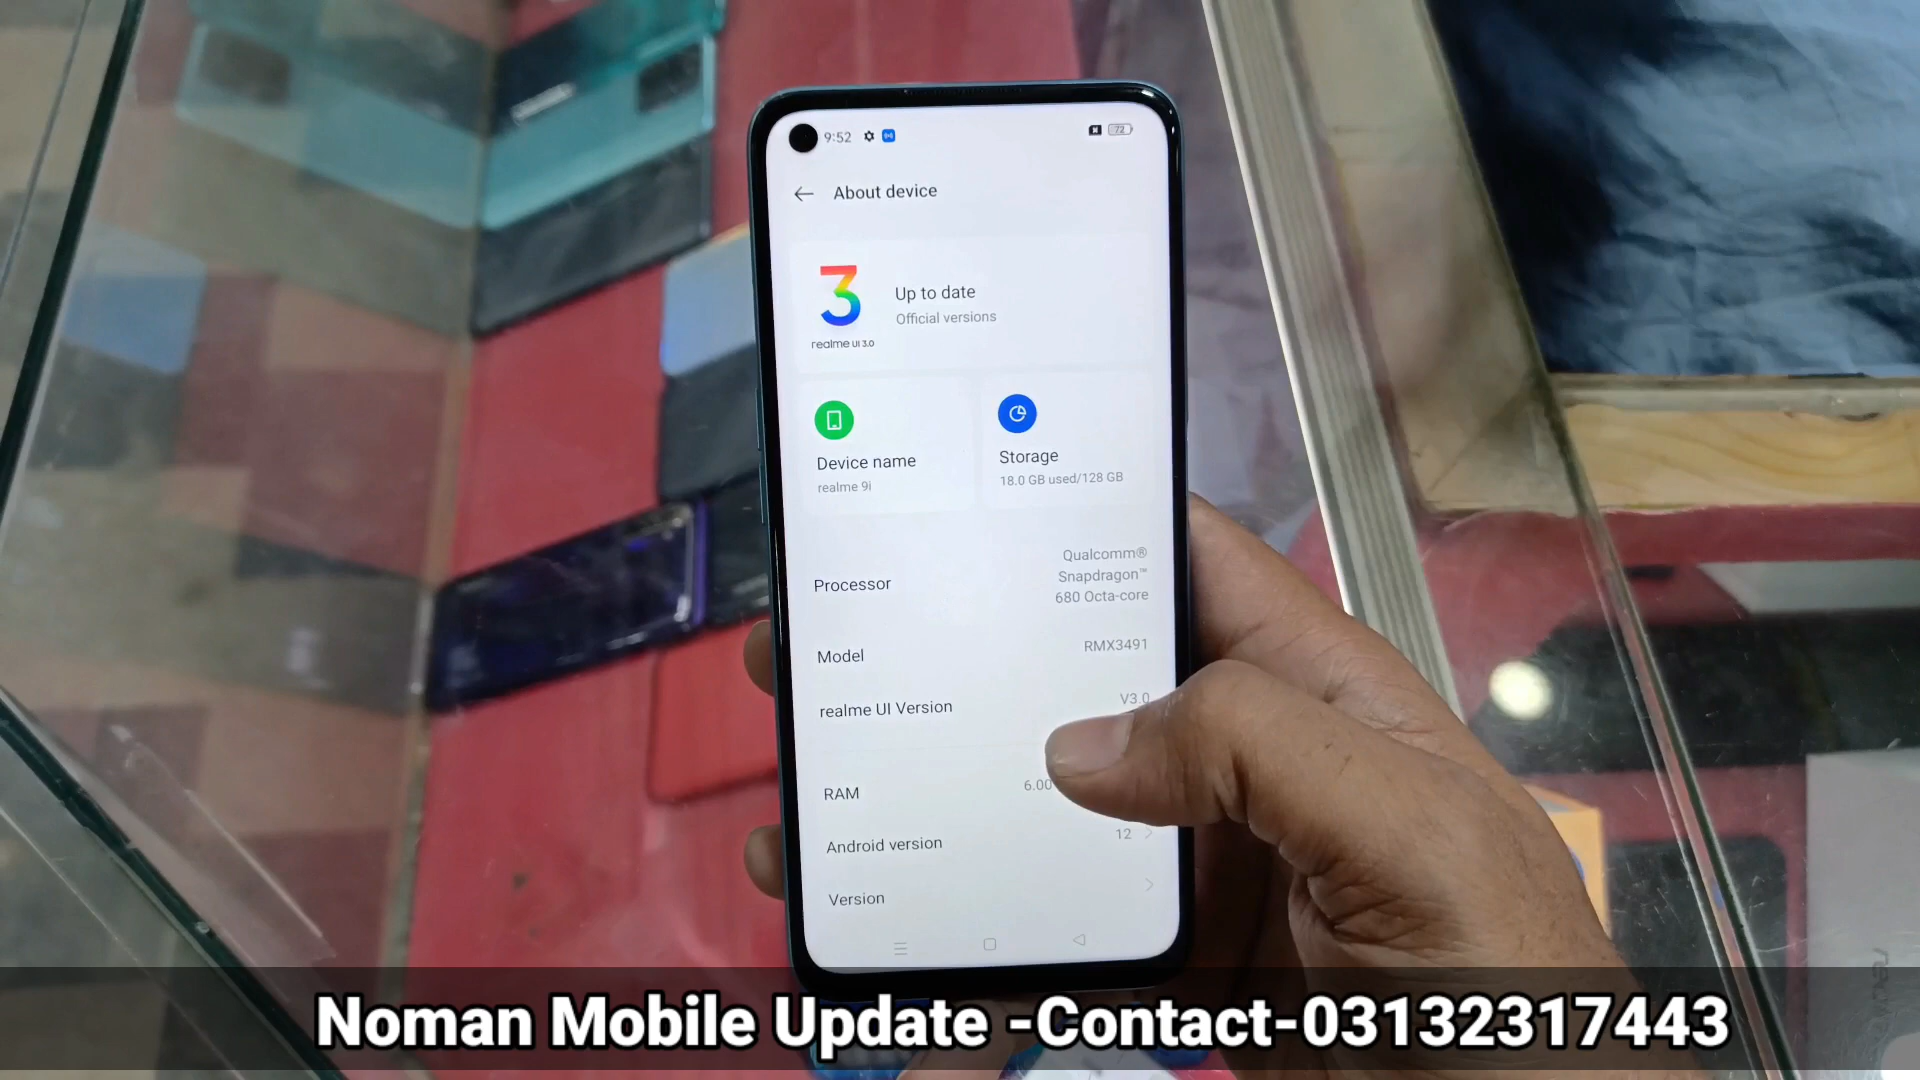 9:52
72
About device
3
realme UI 3.0
Up to date
Official versions
Device name
realme 9i
Storage
18.0 GB used/128 GB
Processor
Qualcomm®
Snapdragon™
680 Octa-core
Model
RMX3491
realme UI Version
V3.0
RAM
6.00
Android version
12
Version
Noman Mobile Update -Contact-03132317443